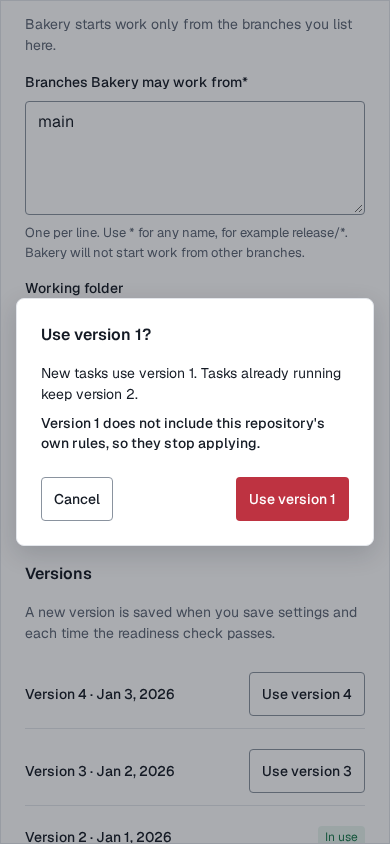 Bakery starts work only from the branches you list
here.
Branches Bakery may work from*
main
One per line. Use * for any name, for example release/*.
Bakery will not start work from other branches.
Working folder
Use version 1?
New tasks use version 1. Tasks already running
keep version 2.
Version 1 does not include this repository's
own rules, so they stop applying.
Cancel
Use version 1
Versions
A new version is saved when you save settings and
each time the readiness check passes.
Version 4 · Jan 3, 2026
Use version 4
Version 3 · Jan 2, 2026
Use version 3
Version 2 · Jan 1, 2026
In use